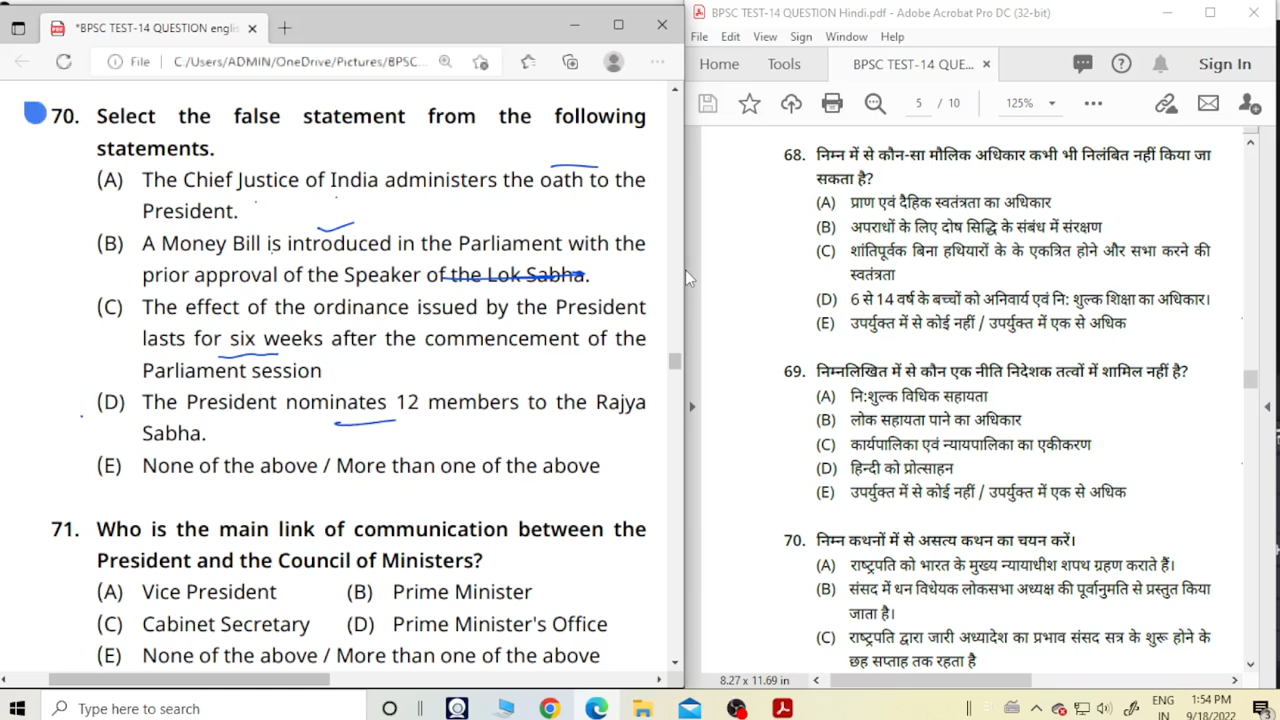 *BPSC TEST-14 QUESTION englis
File C:/Users/ADMIN/OneDrive/Pictures/BPSC...
70. Select the false statement from the following
statements.
(A) The Chief Justice of India administers the oath to the
President.
(B) A Money Bill is introduced in the Parliament with the
prior approval of the Speaker of the Lok Sabha.
(C) The effect of the ordinance issued by the President
lasts for six weeks after the commencement of the
Parliament session
(D) The President nominates 12 members to the Rajya
Sabha.
(E) None of the above / More than one of the above
71. Who is the main link of communication between the
President and the Council of Ministers?
(A) Vice President (B) Prime Minister
(C) Cabinet Secretary (D) Prime Minister's Office
(E) None of the above / More than one of the above
BPSC TEST-14 QUESTION Hindi.pdf - Adobe Acrobat Pro DC (32-bit)
File Edit View Sign Window Help
Home Tools BPSC TEST-14 QUE... Sign In
5 / 10 125%
68. निम्न में से कौन-सा मौलिक अधिकार कभी भी निलंबित नहीं किया जा
सकता है?
(A) प्राण एवं दैहिक स्वतंत्रता का अधिकार
(B) अपराधों के लिए दोष सिद्धि के संबंध में संरक्षण
(C) शांतिपूर्वक बिना हथियारों के के एकत्रित होने और सभा करने की
स्वतंत्रता
(D) 6 से 14 वर्ष के बच्चों को अनिवार्य एवं नि: शुल्क शिक्षा का अधिकार।
(E) उपर्युक्त में से कोई नहीं / उपर्युक्त में एक से अधिक
69. निम्नलिखित में से कौन एक नीति निदेशक तत्वों में शामिल नहीं है?
(A) नि:शुल्क विधिक सहायता
(B) लोक सहायता पाने का अधिकार
(C) कार्यपालिका एवं न्यायपालिका का एकीकरण
(D) हिन्दी को प्रोत्साहन
(E) उपर्युक्त में से कोई नहीं / उपर्युक्त में एक से अधिक
70. निम्न कथनों में से असत्य कथन का चयन करें।
(A) राष्ट्रपति को भारत के मुख्य न्यायाधीश शपथ ग्रहण कराते हैं।
(B) संसद में धन विधेयक लोकसभा अध्यक्ष की पूर्वानुमति से प्रस्तुत किया
जाता है।
(C) राष्ट्रपति द्वारा जारी अध्यादेश का प्रभाव संसद सत्र के शुरू होने के
छह सप्ताह तक रहता है
8.27 x 11.69 in
Type here to search
ENG
IN
1:54 PM
9/18/2022